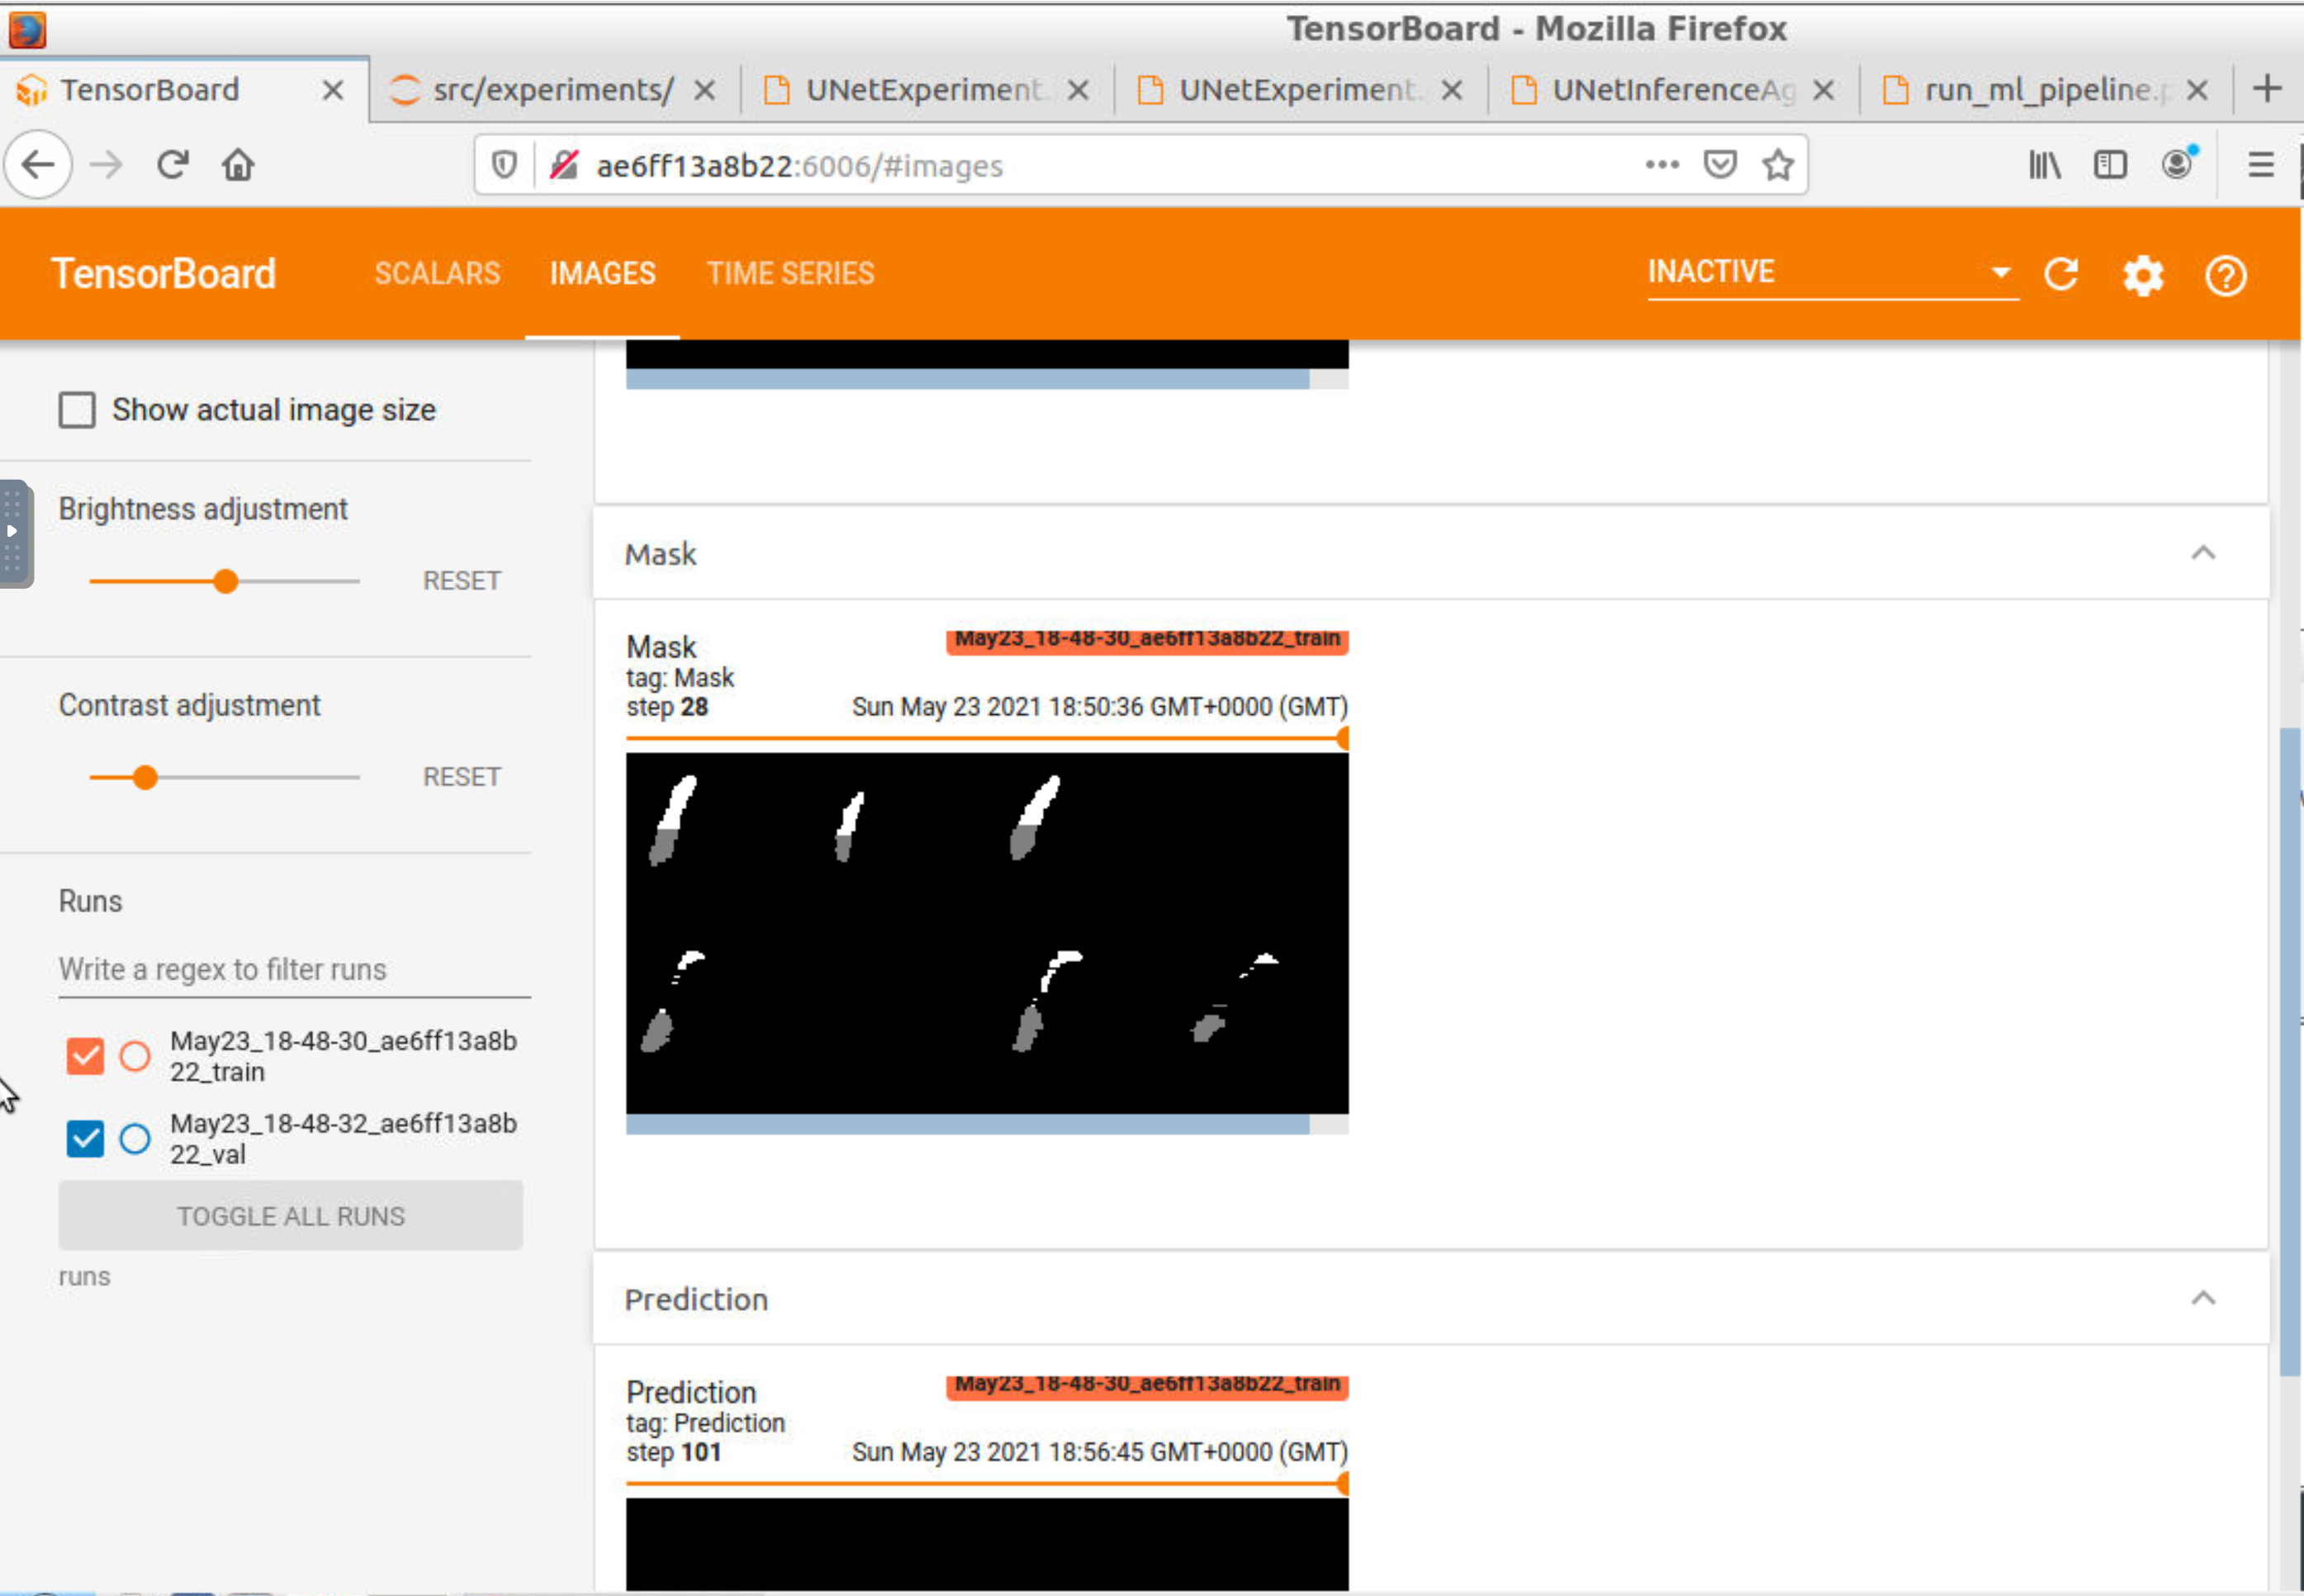 TensorBoard - Mozilla Firefox
TensorBoard src/experiments/ UNetExperiment. UNetExperiment. UNetInferenceAg run_ml_pipeline.p
ae6ff13a8b22:6006/#images
TensorBoard SCALARS IMAGES TIME SERIES INACTIVE
Show actual image size
Brightness adjustment
RESET
Contrast adjustment
RESET
Runs
Write a regex to filter runs
May23_18-48-30_ae6ff13a8b
22_train
May23_18-48-32_ae6ff13a8b
22_val
TOGGLE ALL RUNS
runs
Mask
Mask May23_18-48-30_ae6ff13a8b22_train
tag: Mask
step 28 Sun May 23 2021 18:50:36 GMT+0000 (GMT)
Prediction
Prediction May23_18-48-30_ae6ff13a8b22_train
tag: Prediction
step 101 Sun May 23 2021 18:56:45 GMT+0000 (GMT)